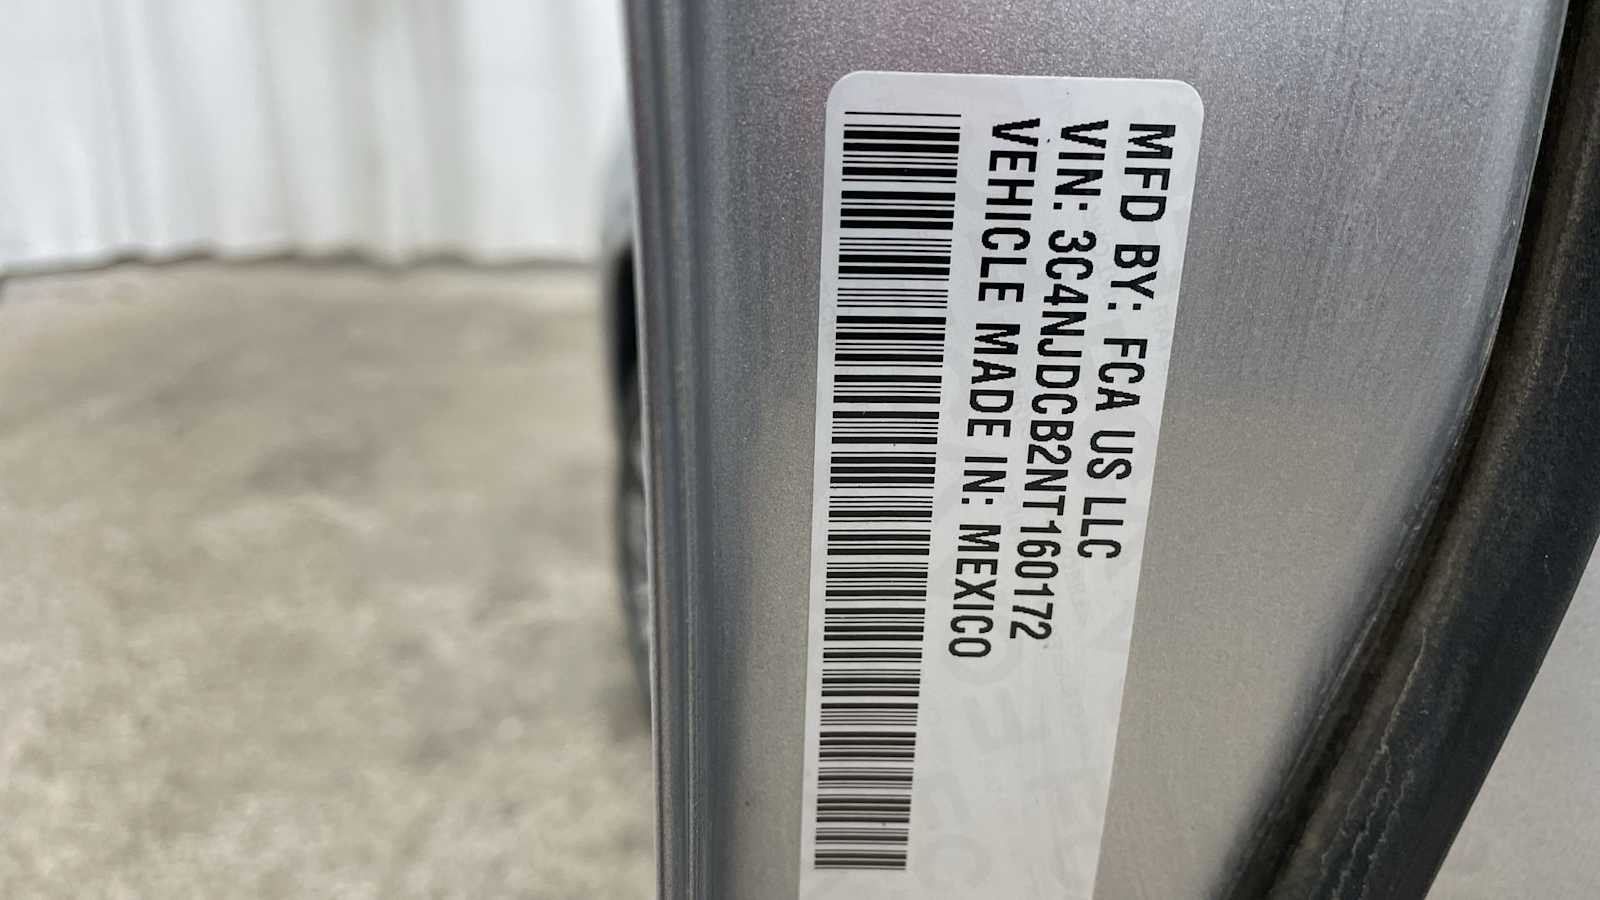 MFD BY: FCA US LLC
VIN: 3C4NJDCB2NT160172
VEHICLE MADE IN: MEXICO